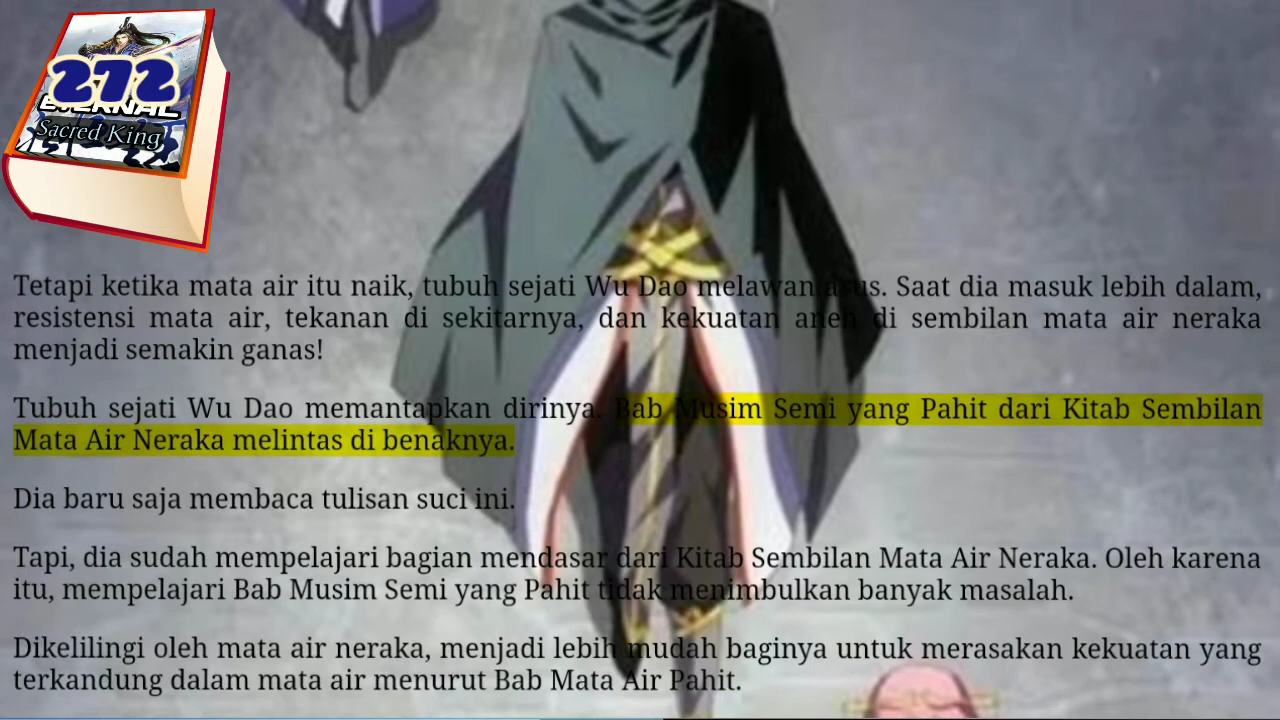 272
ETERNAL
Sacred King
Tetapi ketika mata air itu naik, tubuh sejati Wu Dao melawan arus. Saat dia masuk lebih dalam,
resistensi mata air, tekanan di sekitarnya, dan kekuatan aneh di sembilan mata air neraka
menjadi semakin ganas!
Tubuh sejati Wu Dao memantapkan dirinya. Bab Musim Semi yang Pahit dari Kitab Sembilan
Mata Air Neraka melintas di benaknya.
Dia baru saja membaca tulisan suci ini.
Tapi, dia sudah mempelajari bagian mendasar dari Kitab Sembilan Mata Air Neraka. Oleh karena
itu, mempelajari Bab Musim Semi yang Pahit tidak menimbulkan banyak masalah.
Dikelilingi oleh mata air neraka, menjadi lebih mudah baginya untuk merasakan kekuatan yang
terkandung dalam mata air menurut Bab Mata Air Pahit.